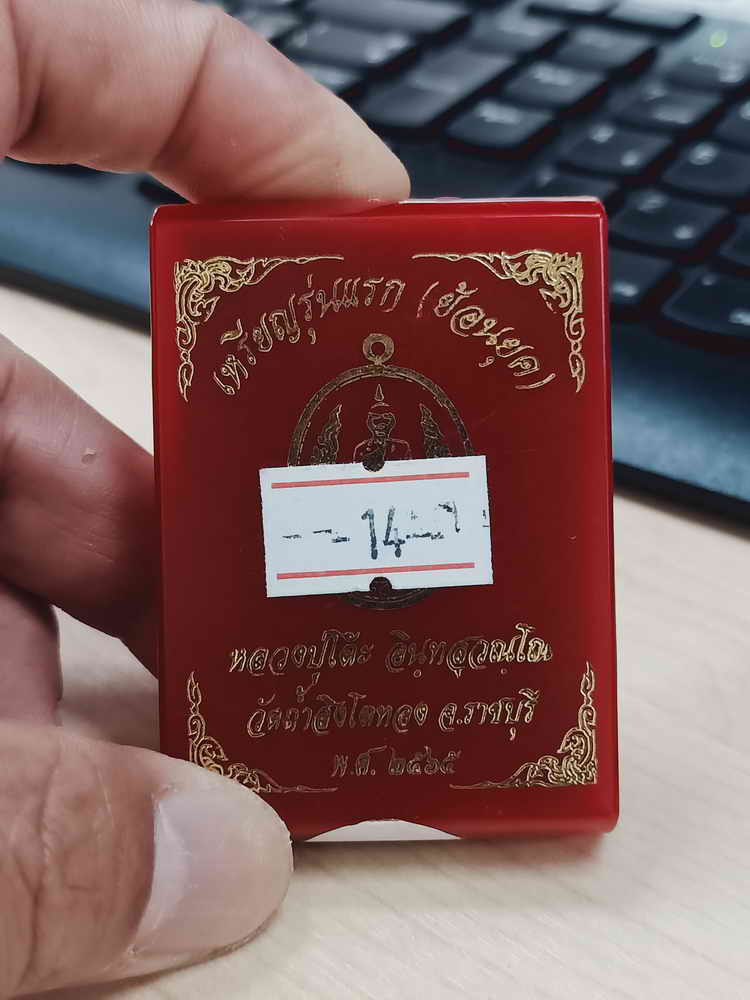 เหรียญรุ่นแรก (ย้อนยุค)
14
หลวงปู่โต๊ะ อินฺทสุวณฺโณ
วัดถ้ำสิงโตทอง จ.ราชบุรี
พ.ศ. ๒๕๖๕